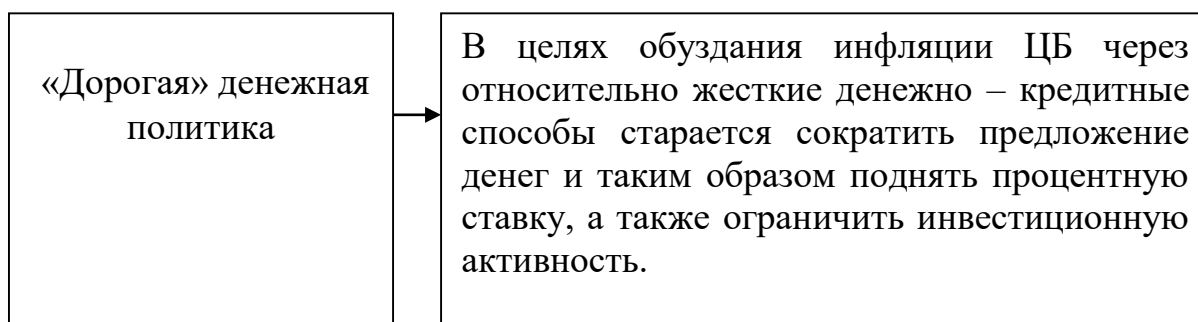 «Дорогая» денежная
политика
В целях обуздания инфляции ЦБ через
относительно жесткие денежно – кредитные
способы старается сократить предложение
денег и таким образом поднять процентную
ставку, а также ограничить инвестиционную
активность.